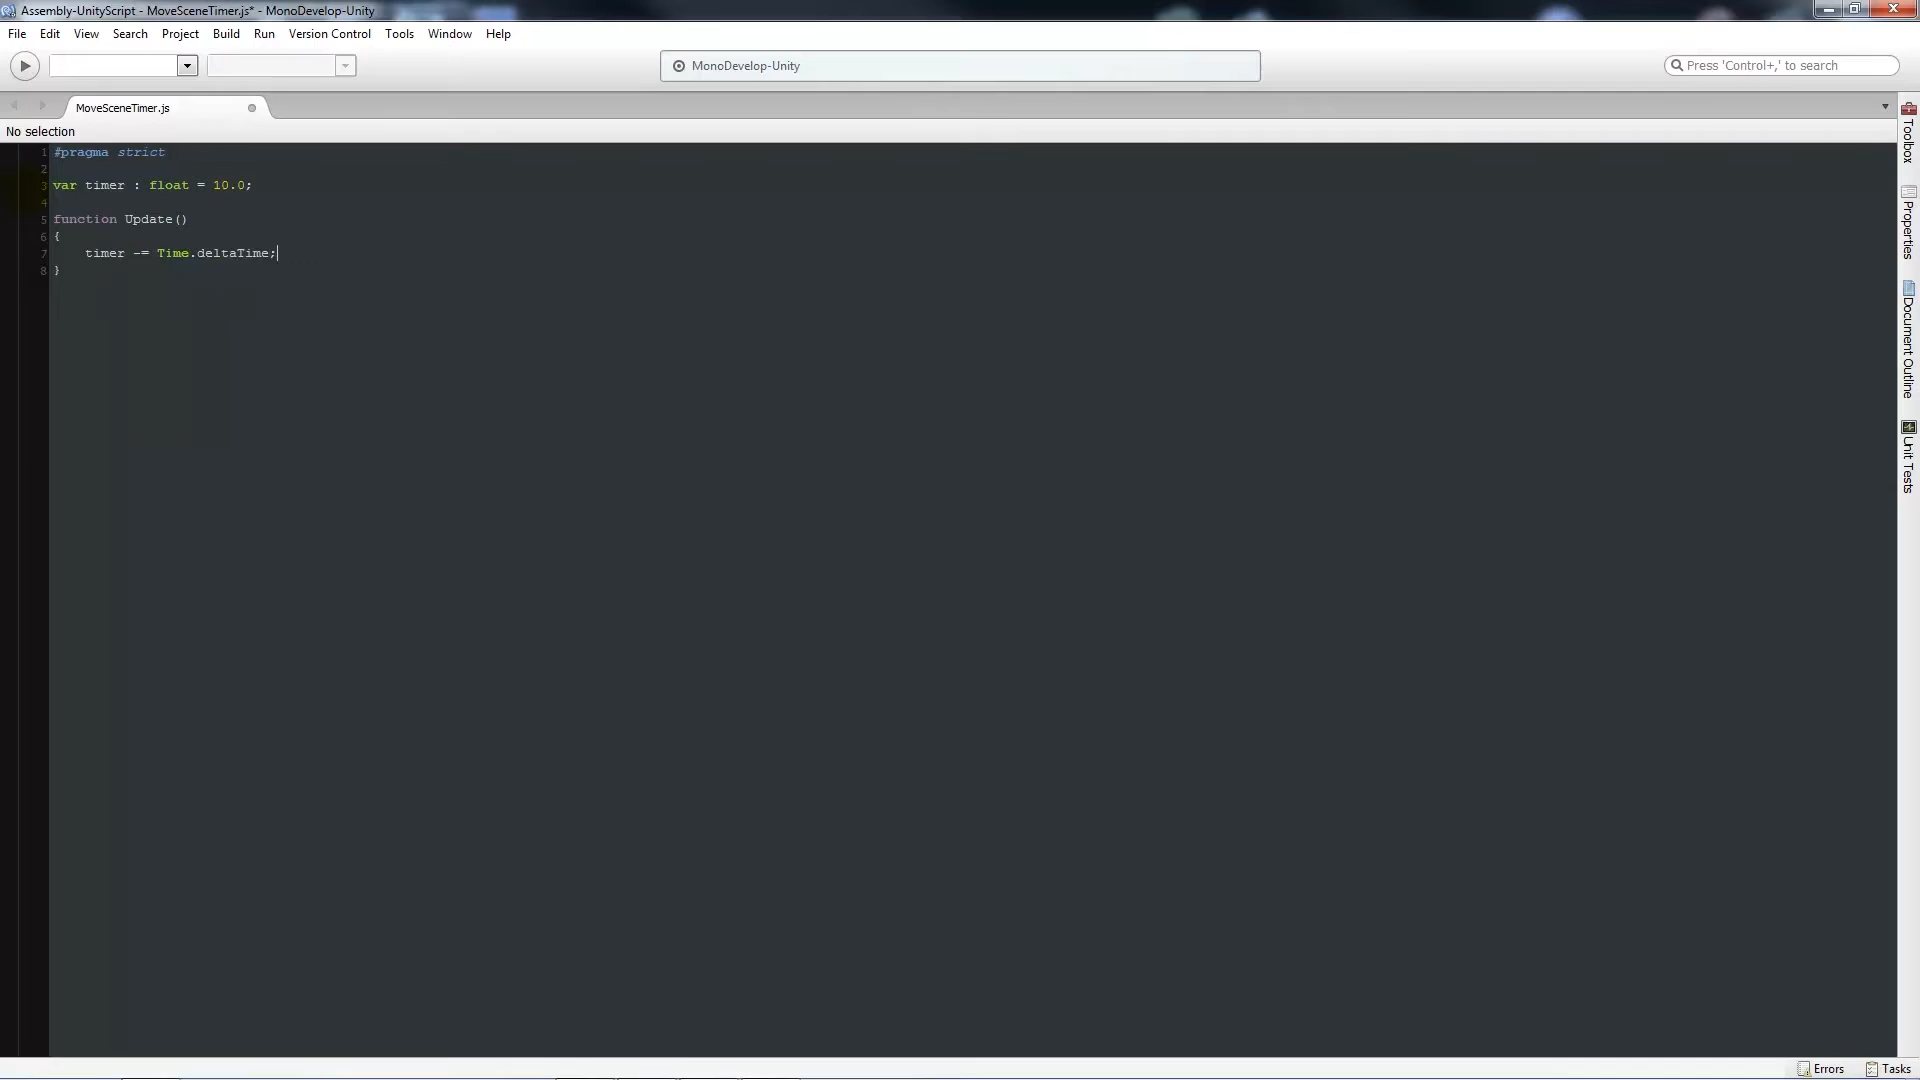 Assembly-UnityScript - MoveSceneTimer.js* - MonoDevelop-Unity
File Edit View Search Project Build Run Version Control Tools Window Help
MonoDevelop-Unity
Press 'Control+,' to search
MoveSceneTimer.js
No selection
1 #pragma strict
2
3 var timer : float = 10.0;
4
5 function Update()
6 {
7 timer -= Time.deltaTime;
8 }
Toolbox
Properties
Document Outline
Unit Tests
Errors Tasks